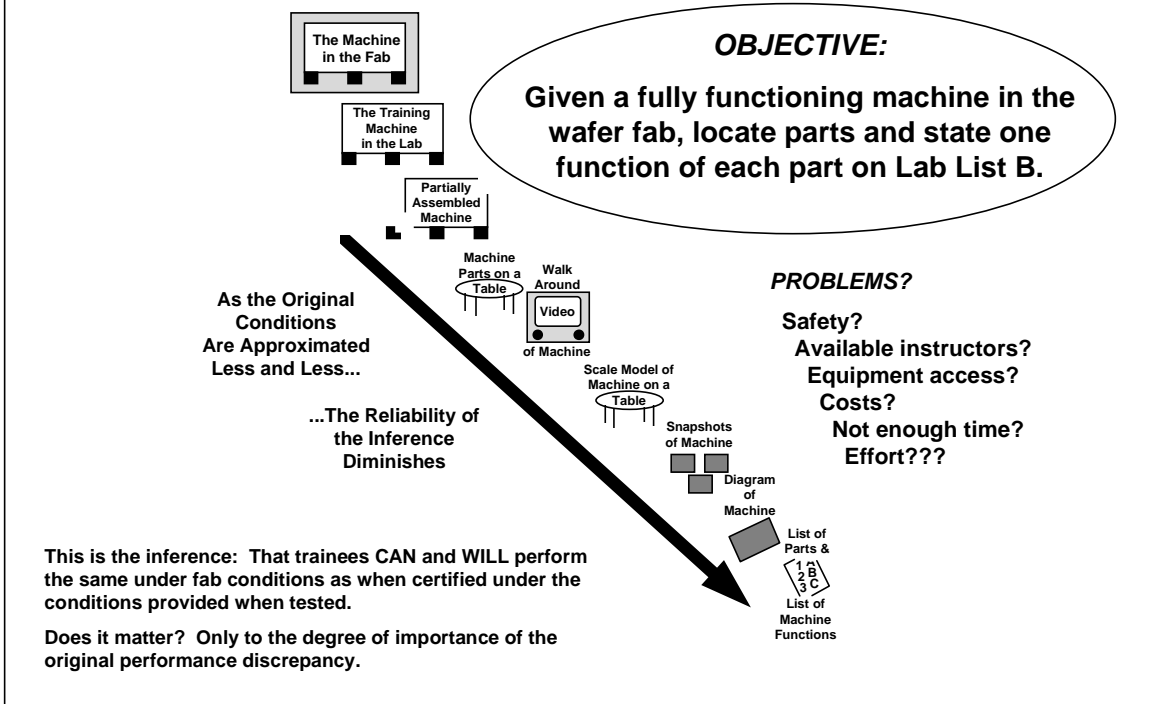 The Machine
in the Fab
OBJECTIVE:
Given a fully functioning machine in the
wafer fab, locate parts and state one
function of each part on Lab List B.
The Training
Machine
in the Lab
Partially
Assembled
Machine
Machine
Parts on a
Table
Walk
Around
Video
of Machine
Scale Model of
Machine on a
Table
Snapshots
of Machine
Diagram
of
Machine
List of
Parts &
1 A
2 B
3 C
List of
Machine
Functions
As the Original
Conditions
Are Approximated
Less and Less...
...The Reliability of
the Inference
Diminishes
PROBLEMS?
Safety?
Available instructors?
Equipment access?
Costs?
Not enough time?
Effort???
This is the inference:  That trainees CAN and WILL perform
the same under fab conditions as when certified under the
conditions provided when tested.
Does it matter?  Only to the degree of importance of the
original performance discrepancy.